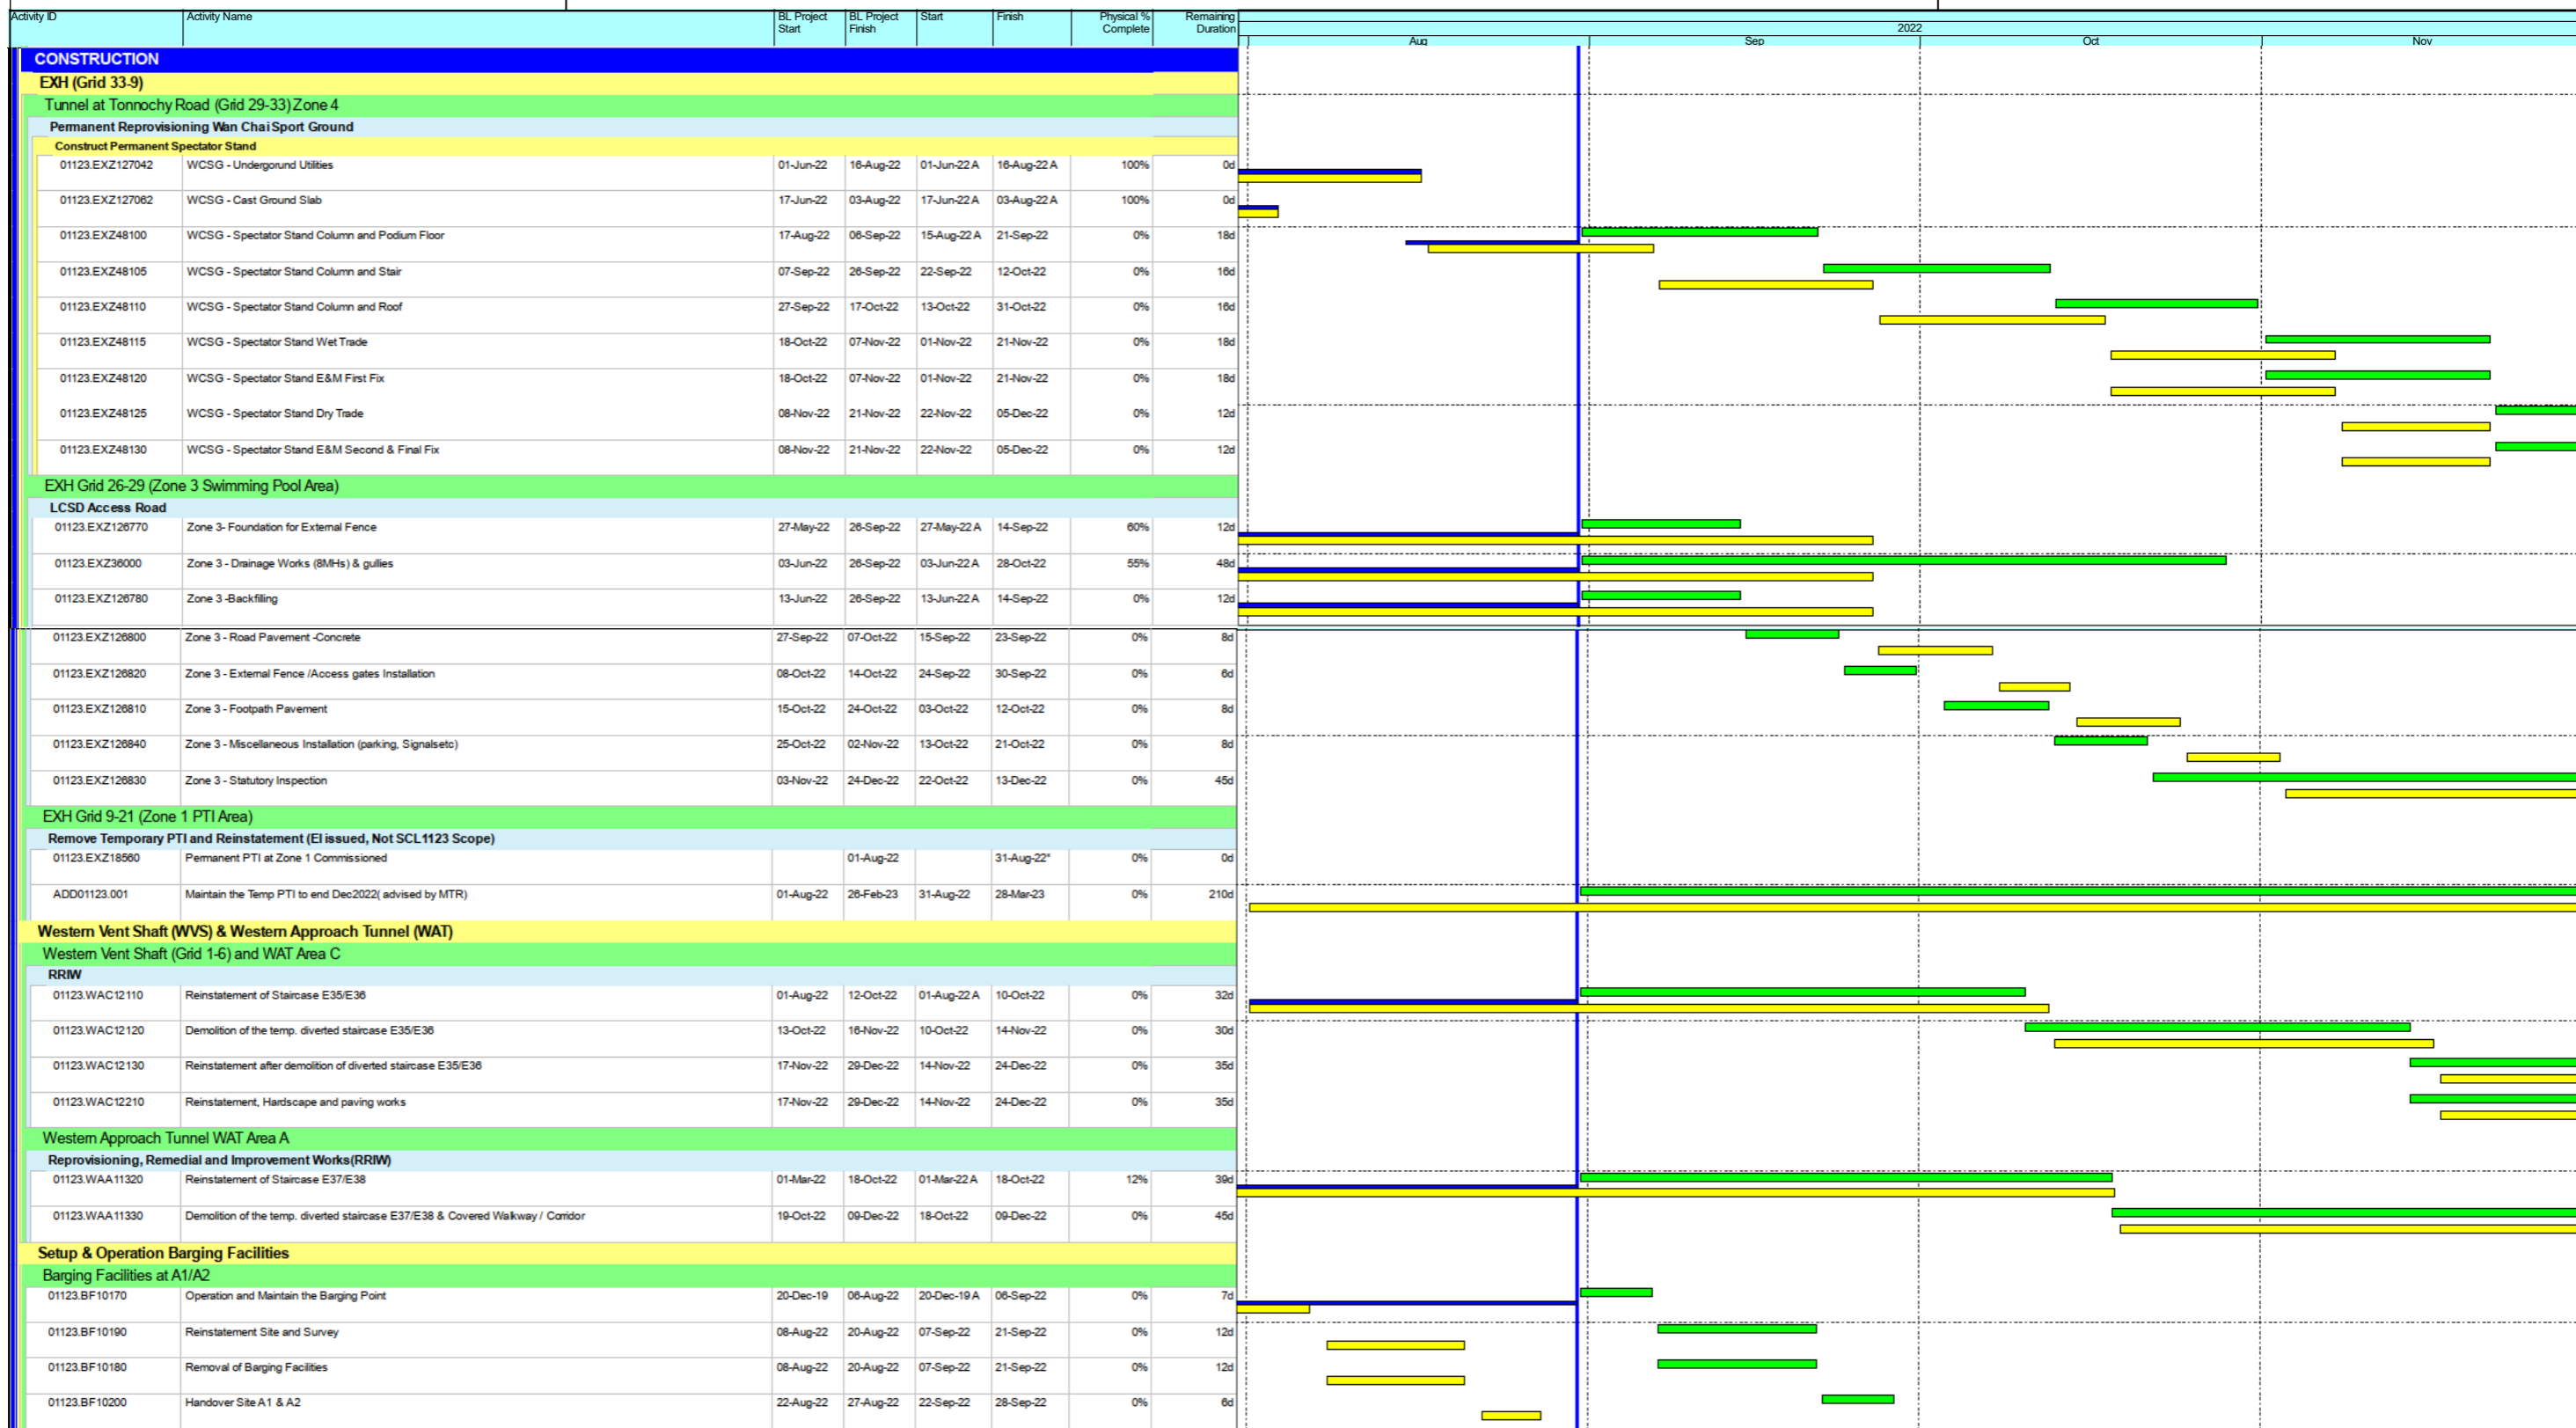 Activity ID Activity Name BL Project Start BL Project Finish Start Finish Physical % Complete Remaining Duration 2022
Aug Sep Oct Nov
CONSTRUCTION
EXH (Grid 33-9)
Tunnel at Tonnochy Road (Grid 29-33) Zone 4
Permanent Reprovisioning Wan Chai Sport Ground
Construct Permanent Spectator Stand
01123.EXZ127042 WCSG - Undergorund Utilities 01-Jun-22 16-Aug-22 01-Jun-22 A 16-Aug-22 A 100% 0d
01123.EXZ127062 WCSG - Cast Ground Slab 17-Jun-22 03-Aug-22 17-Jun-22 A 03-Aug-22 A 100% 0d
01123.EXZ48100 WCSG - Spectator Stand Column and Podium Floor 17-Aug-22 06-Sep-22 15-Aug-22 A 21-Sep-22 0% 18d
01123.EXZ48105 WCSG - Spectator Stand Column and Stair 07-Sep-22 26-Sep-22 22-Sep-22 12-Oct-22 0% 16d
01123.EXZ48110 WCSG - Spectator Stand Column and Roof 27-Sep-22 17-Oct-22 13-Oct-22 31-Oct-22 0% 16d
01123.EXZ48115 WCSG - Spectator Stand Wet Trade 18-Oct-22 07-Nov-22 01-Nov-22 21-Nov-22 0% 18d
01123.EXZ48120 WCSG - Spectator Stand E&M First Fix 18-Oct-22 07-Nov-22 01-Nov-22 21-Nov-22 0% 18d
01123.EXZ48125 WCSG - Spectator Stand Dry Trade 08-Nov-22 21-Nov-22 22-Nov-22 05-Dec-22 0% 12d
01123.EXZ48130 WCSG - Spectator Stand E&M Second & Final Fix 08-Nov-22 21-Nov-22 22-Nov-22 05-Dec-22 0% 12d
EXH Grid 26-29 (Zone 3 Swimming Pool Area)
LCSD Access Road
01123.EXZ126770 Zone 3- Foundation for External Fence 27-May-22 26-Sep-22 27-May-22 A 14-Sep-22 60% 12d
01123.EXZ36000 Zone 3 - Drainage Works (8MHs) & gullies 03-Jun-22 26-Sep-22 03-Jun-22 A 28-Oct-22 55% 48d
01123.EXZ126780 Zone 3 -Backfilling 13-Jun-22 26-Sep-22 13-Jun-22 A 14-Sep-22 0% 12d
01123.EXZ126800 Zone 3 - Road Pavement -Concrete 27-Sep-22 07-Oct-22 15-Sep-22 23-Sep-22 0% 8d
01123.EXZ126820 Zone 3 - External Fence /Access gates Installation 08-Oct-22 14-Oct-22 24-Sep-22 30-Sep-22 0% 6d
01123.EXZ126810 Zone 3 - Footpath Pavement 15-Oct-22 24-Oct-22 03-Oct-22 12-Oct-22 0% 8d
01123.EXZ126840 Zone 3 - Miscellaneous Installation (parking, Signalsetc) 25-Oct-22 02-Nov-22 13-Oct-22 21-Oct-22 0% 8d
01123.EXZ126830 Zone 3 - Statutory Inspection 03-Nov-22 24-Dec-22 22-Oct-22 13-Dec-22 0% 45d
EXH Grid 9-21 (Zone 1 PTI Area)
Remove Temporary PTI and Reinstatement (EI issued, Not SCL1123 Scope)
01123.EXZ18560 Permanent PTI at Zone 1 Commissioned 01-Aug-22 31-Aug-22* 0% 0d
ADD01123.001 Maintain the Temp PTI to end Dec2022( advised by MTR) 01-Aug-22 26-Feb-23 31-Aug-22 28-Mar-23 0% 210d
Western Vent Shaft (WVS) & Western Approach Tunnel (WAT)
Western Vent Shaft (Grid 1-6) and WAT Area C
RRIW
01123.WAC12110 Reinstatement of Staircase E35/E36 01-Aug-22 12-Oct-22 01-Aug-22 A 10-Oct-22 0% 32d
01123.WAC12120 Demolition of the temp. diverted staircase E35/E36 13-Oct-22 16-Nov-22 10-Oct-22 14-Nov-22 0% 30d
01123.WAC12130 Reinstatement after demolition of diverted staircase E35/E36 17-Nov-22 29-Dec-22 14-Nov-22 24-Dec-22 0% 35d
01123.WAC12210 Reinstatement, Hardscape and paving works 17-Nov-22 29-Dec-22 14-Nov-22 24-Dec-22 0% 35d
Western Approach Tunnel WAT Area A
Reprovisioning, Remedial and Improvement Works(RRIW)
01123.WAA11320 Reinstatement of Staircase E37/E38 01-Mar-22 18-Oct-22 01-Mar-22 A 18-Oct-22 12% 39d
01123.WAA11330 Demolition of the temp. diverted staircase E37/E38 & Covered Walkway / Corridor 19-Oct-22 09-Dec-22 18-Oct-22 09-Dec-22 0% 45d
Setup & Operation Barging Facilities
Barging Facilities at A1/A2
01123.BF10170 Operation and Maintain the Barging Point 20-Dec-19 06-Aug-22 20-Dec-19 A 06-Sep-22 0% 7d
01123.BF10190 Reinstatement Site and Survey 08-Aug-22 20-Aug-22 07-Sep-22 21-Sep-22 0% 12d
01123.BF10180 Removal of Barging Facilities 08-Aug-22 20-Aug-22 07-Sep-22 21-Sep-22 0% 12d
01123.BF10200 Handover Site A1 & A2 22-Aug-22 27-Aug-22 22-Sep-22 28-Sep-22 0% 6d